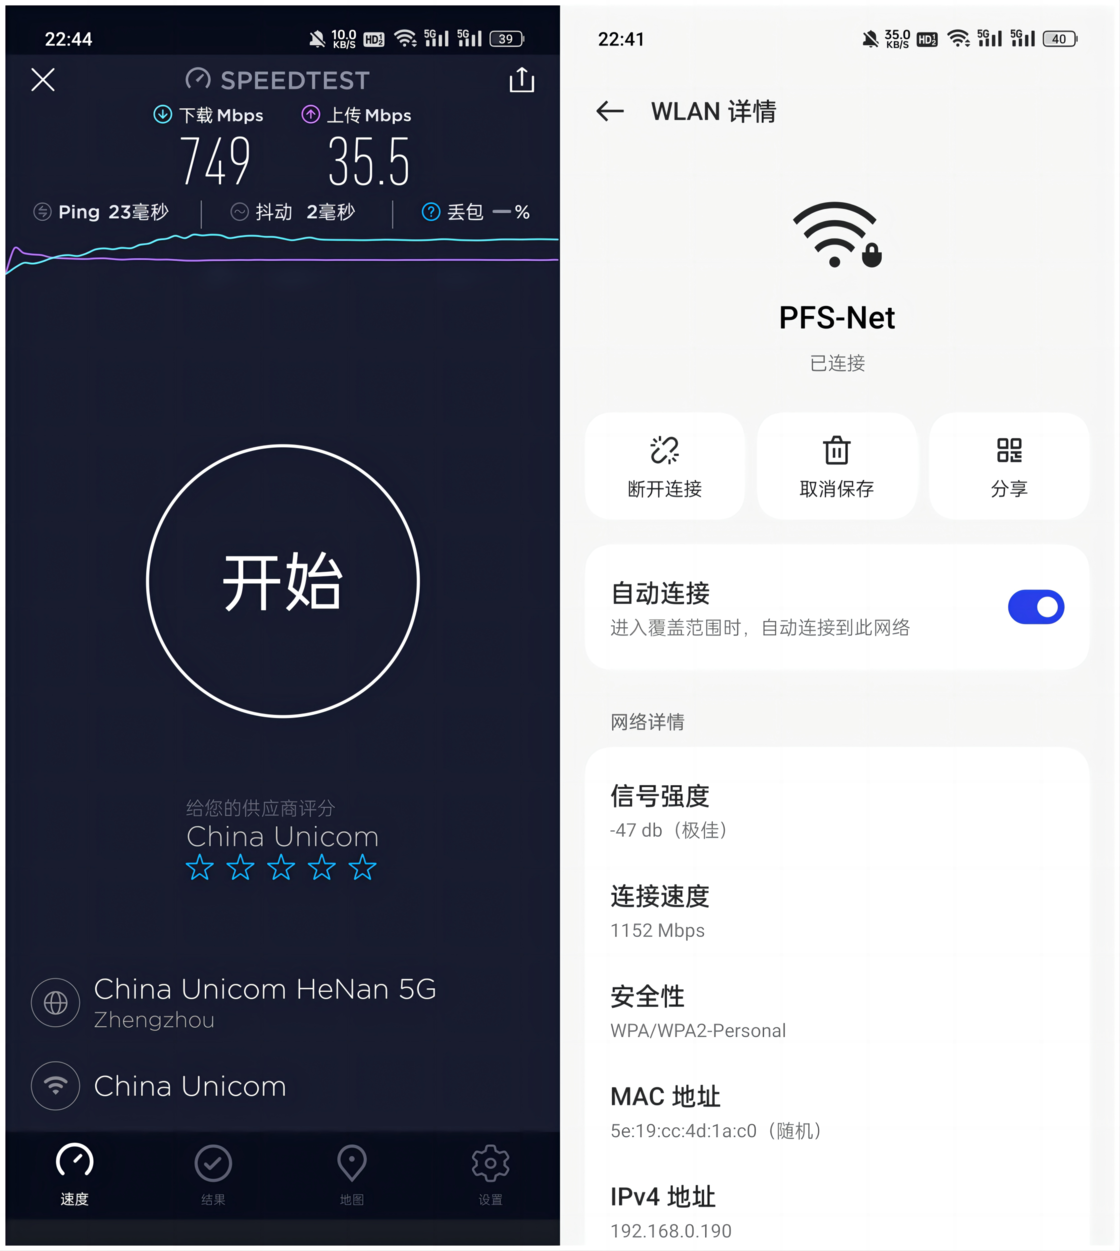 22:44
10.0 KB/S HD 1 2 5G 5G 39
SPEEDTEST
下载 Mbps 上传 Mbps
749 35.5
Ping 23毫秒 抖动 2毫秒 丢包 — %
开始
给您的供应商评分
China Unicom
China Unicom HeNan 5G
Zhengzhou
China Unicom
速度 结果 地图 设置
22:41
35.0 KB/S HD 1 2 5G 5G 40
WLAN 详情
PFS-Net
已连接
断开连接 取消保存 分享
自动连接
进入覆盖范围时，自动连接到此网络
网络详情
信号强度
-47 db（极佳）
连接速度
1152 Mbps
安全性
WPA/WPA2-Personal
MAC 地址
5e:19:cc:4d:1a:c0（随机）
IPv4 地址
192.168.0.190